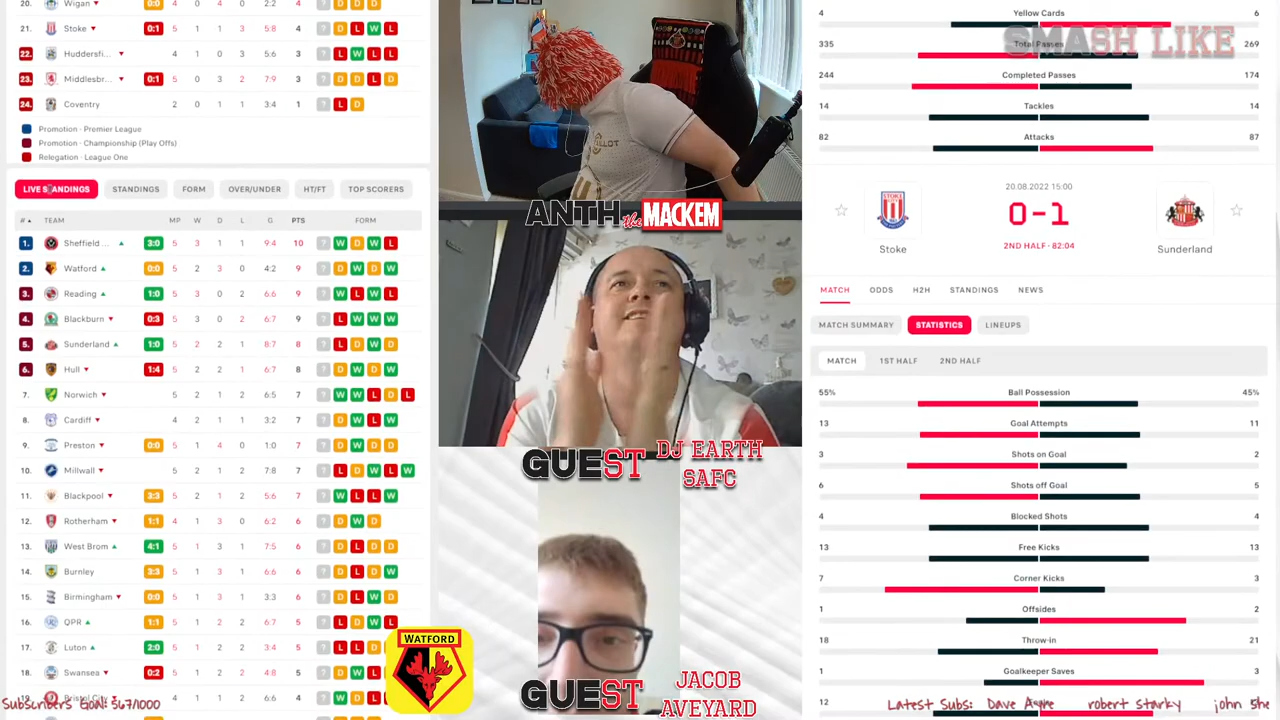 20. Wigan 0:0 4 0 4 0 2:2 4 D D D
21. Stoke 0:1 5 1 1 3 5:8 4 D L W L
22. Huddersfi... 4 1 0 3 5:6 3 L W L L
23. Middlesbr... 0:1 5 0 3 2 7:9 3 D D L D
24. Coventry 2 0 1 1 3:4 1 ? L D
Promotion - Premier League
Promotion - Championship (Play Offs)
Relegation - League One
LIVE STANDINGS STANDINGS FORM OVER/UNDER HT/FT TOP SCORERS
# TEAM MP W D L G PTS FORM
1. Sheffield ... 3:0 5 3 1 1 9:4 10 ? W D W L
2. Watford 0:0 5 2 3 0 4:2 9 ? D W D W
3. Reading 1:0 5 3 0 2 6:6 9 ? W L W L
4. Blackburn 0:3 5 3 0 2 6:7 9 ? L W W W
5. Sunderland 1:0 5 2 2 1 8:7 8 ? L D W D
6. Hull 1:4 5 2 2 1 6:7 8 ? D W D W
7. Norwich 5 2 1 2 6:5 7 ? W W L D L
8. Cardiff 4 2 1 1 3:2 7 ? D W L W
9. Preston 0:0 5 1 4 0 1:0 7 ? D W D D
10. Millwall 5 2 1 2 7:8 7 ? L D W L W
11. Blackpool 3:3 5 2 1 2 5:6 7 ? W L L W
12. Rotherham 1:1 4 1 3 0 6:2 6 ? D W D
13. West Brom 4:1 5 1 3 1 7:5 6 ? D L D D
14. Burnley 3:3 5 1 3 1 6:6 6 ? D L D W
15. Birmingham 0:0 5 1 3 1 3:3 6 ? D L W D
16. QPR 1:1 5 1 2 2 6:7 5 ? L D W L
17. Luton 2:0 5 1 2 2 3:4 5 ? L L D D
18. Swansea 0:2 5 1 2 2 4:8 5 ? D W L
Subscribers Goal: 367/1000
WATFORD
ANTH the MACKEM
GUEST DJ EARTH
SAFC
GUEST JACOB
AVEYARD
SMASH LIKE
4 Yellow Cards 6
335 Total Passes 269
244 Completed Passes 174
14 Tackles 14
82 Attacks 87
20.08.2022 15:00
0-1
2ND HALF - 82:04
Stoke Sunderland
MATCH ODDS H2H STANDINGS NEWS
MATCH SUMMARY STATISTICS LINEUPS
MATCH 1ST HALF 2ND HALF
55% Ball Possession 45%
13 Goal Attempts 11
3 Shots on Goal 2
6 Shots off Goal 5
4 Blocked Shots 4
13 Free Kicks 13
7 Corner Kicks 3
1 Offsides 2
18 Throw-in 21
1 Goalkeeper Saves 3
12
Latest Subs: Dave Ayre robert starky john she